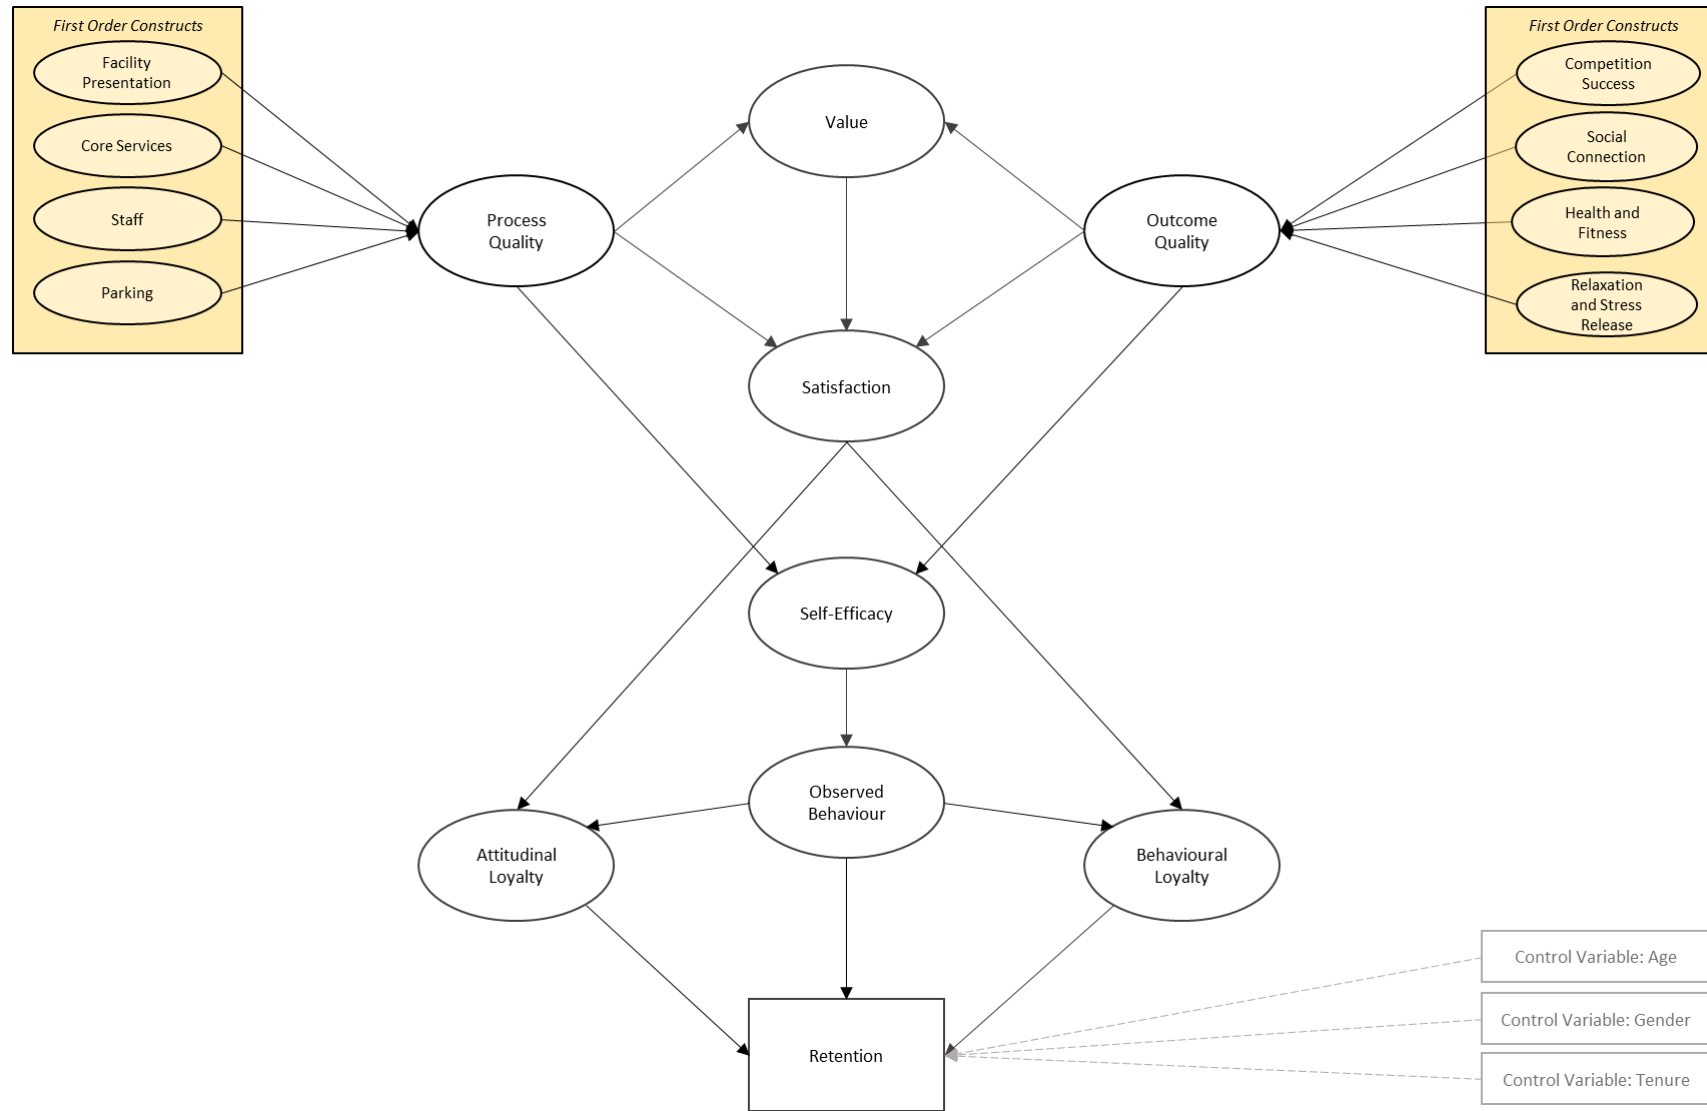 First Order Constructs
Facility
Presentation
Core Services
Staff
Parking
First Order Constructs
Competition
Success
Social
Connection
Health and
Fitness
Relaxation
and Stress
Release
Value
Process
Quality
Outcome
Quality
Satisfaction
Self-Efficacy
Observed
Behaviour
Attitudinal
Loyalty
Behavioural
Loyalty
Retention
Control Variable: Age
Control Variable: Gender
Control Variable: Tenure